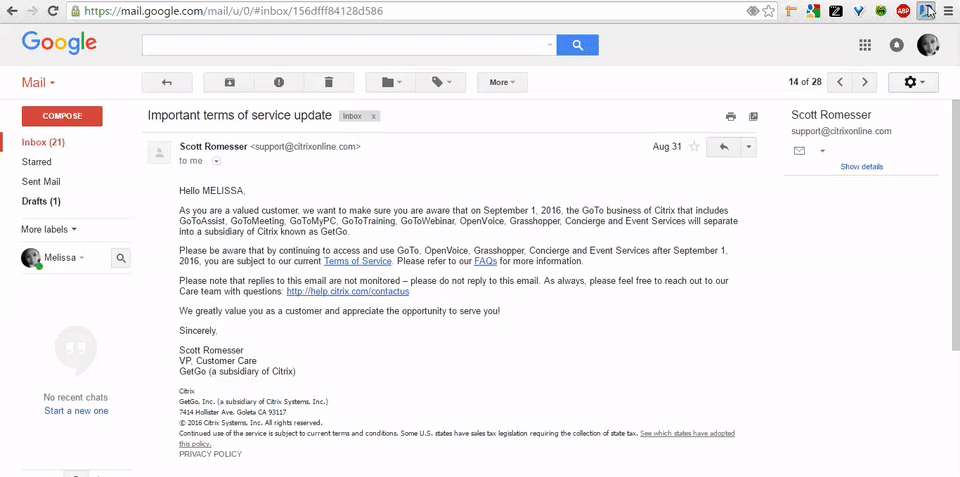 https://mail.google.com/mail/u/0/#inbox/156dfff84128d586
ABP
Google
Mail
More
14 of 28
COMPOSE
Important terms of service update Inbox x
Scott Romesser
support@citrixonline.com
Show details
Inbox (21)
Starred
Sent Mail
Drafts (1)
More labels
Melissa
Scott Romesser <support@citrixonline.com>
Aug 31
to me
Hello MELISSA,
As you are a valued customer, we want to make sure you are aware that on September 1, 2016, the GoTo business of Citrix that includes
GoToAssist, GoToMeeting, GoToMyPC, GoToTraining, GoToWebinar, OpenVoice, Grasshopper, Concierge and Event Services will separate
into a subsidiary of Citrix known as GetGo.
Please be aware that by continuing to access and use GoTo, OpenVoice, Grasshopper, Concierge and Event Services after September 1,
2016, you are subject to our current Terms of Service. Please refer to our FAQs for more information.
Please note that replies to this email are not monitored – please do not reply to this email. As always, please feel free to reach out to our
Care team with questions: http://help.citrix.com/contactus
We greatly value you as a customer and appreciate the opportunity to serve you!
Sincerely,
Scott Romesser
VP, Customer Care
GetGo (a subsidiary of Citrix)
Citrix
GetGo, Inc. (a subsidiary of Citrix Systems, Inc.)
7414 Hollister Ave, Goleta CA 93117
© 2016 Citrix Systems, Inc. All rights reserved.
Continued use of the service is subject to current terms and conditions. Some U.S. states have sales tax legislation requiring the collection of state tax. See which states have adopted
this policy.
PRIVACY POLICY
No recent chats
Start a new one